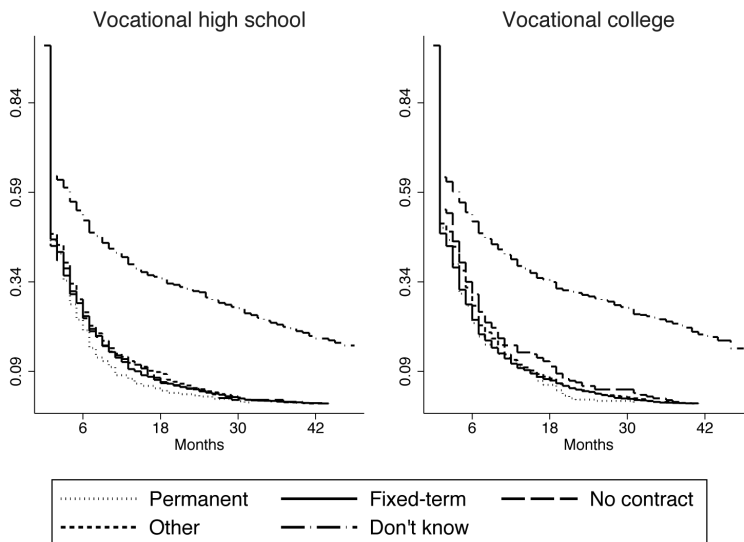 Vocational high school
Vocational college
0.84
0.59
0.34
0.09
6
18
30
42
Months
0.84
0.59
0.34
0.09
6
18
30
42
Months
Permanent
Fixed-term
No contract
Other
Don't know